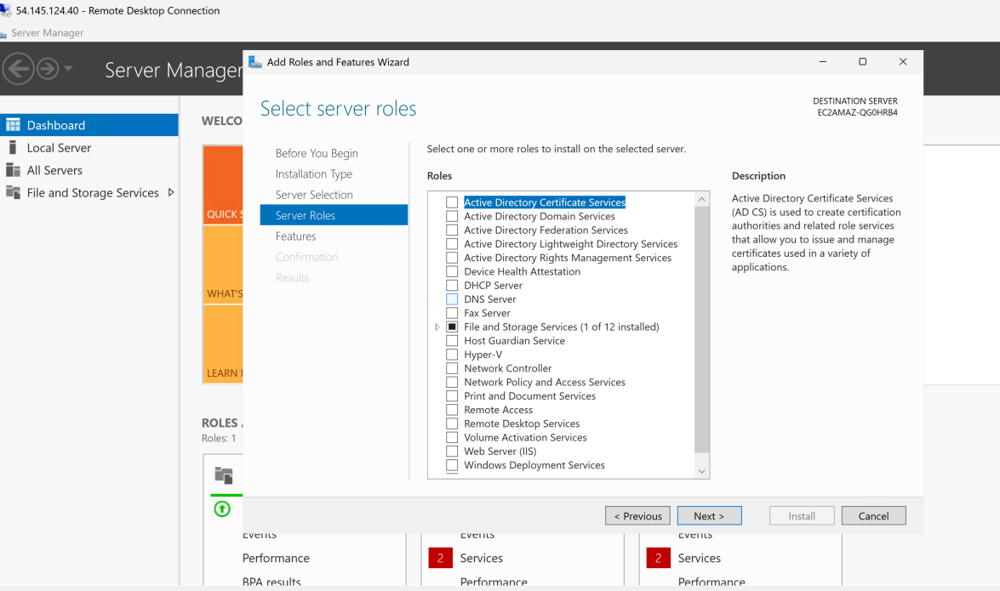 54.145.124.40 - Remote Desktop Connection
Server Manager
Server Manager
Dashboard
Local Server
All Servers
File and Storage Services
WELCO
QUICK S
WHAT'S
LEARN
ROLES
Roles: 1
Add Roles and Features Wizard
Select server roles
DESTINATION SERVER
EC2AMAZ-QG0HRB4
Before You Begin
Installation Type
Server Selection
Server Roles
Features
Confirmation
Results
Select one or more roles to install on the selected server.
Roles
Active Directory Certificate Services
Active Directory Domain Services
Active Directory Federation Services
Active Directory Lightweight Directory Services
Active Directory Rights Management Services
Device Health Attestation
DHCP Server
DNS Server
Fax Server
File and Storage Services (1 of 12 installed)
Host Guardian Service
Hyper-V
Network Controller
Network Policy and Access Services
Print and Document Services
Remote Access
Remote Desktop Services
Volume Activation Services
Web Server (IIS)
Windows Deployment Services
Description
Active Directory Certificate Services
(AD CS) is used to create certification
authorities and related role services
that allow you to issue and manage
certificates used in a variety of
applications.
< Previous
Next >
Install
Cancel
Events
Performance
BPA results
Events
2 Services
Performance
Events
2 Services
Performance